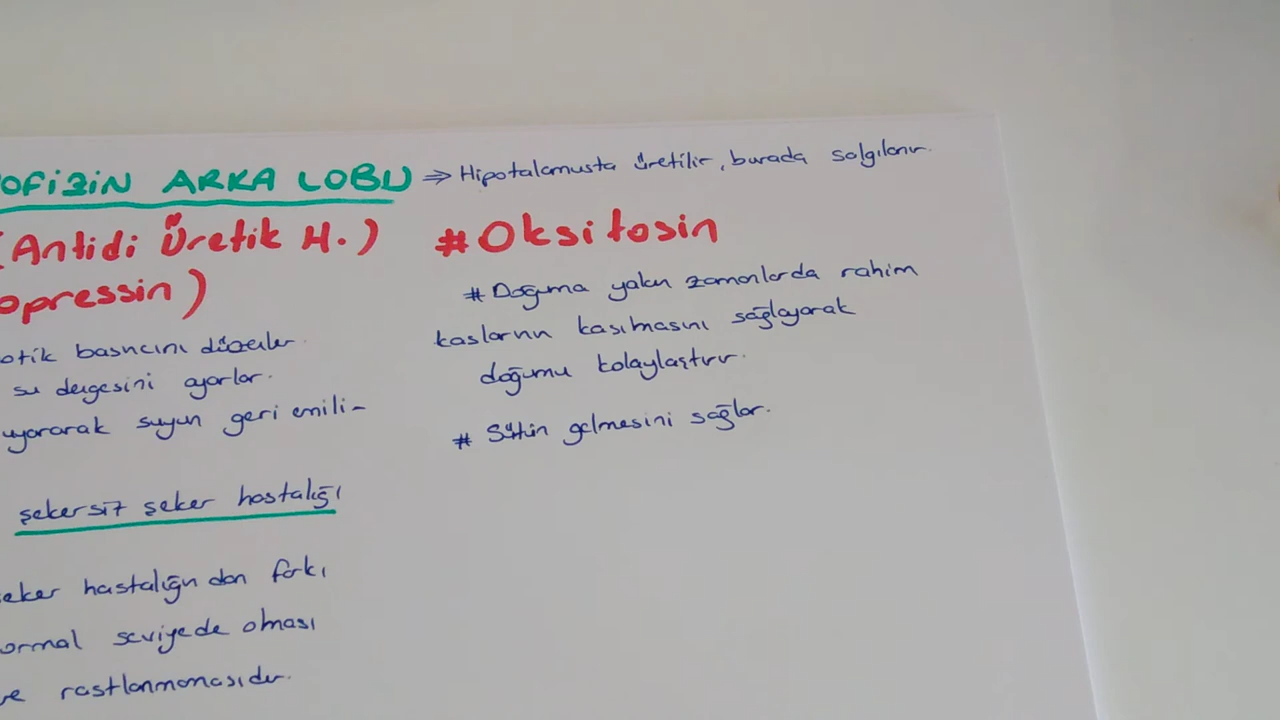 OFİZİN ARKA LOBU ⇒ Hipotalamusta üretilir, burada salgılanır.
(Antidi Üretik H.)
opressin)
otik basıncını düzenler
su dengesini ayarlar.
uyararak suyun geri emili-
şekersiz şeker hastalığı
eker hastalığından farkı
ormal seviyede olması
ve rastlanmamasıdır.
# Oksitosin
# Doğuma yakın zamanlarda rahim
kaslarının kasılmasını sağlayarak
doğumu kolaylaştırır.
# Sütün gelmesini sağlar.